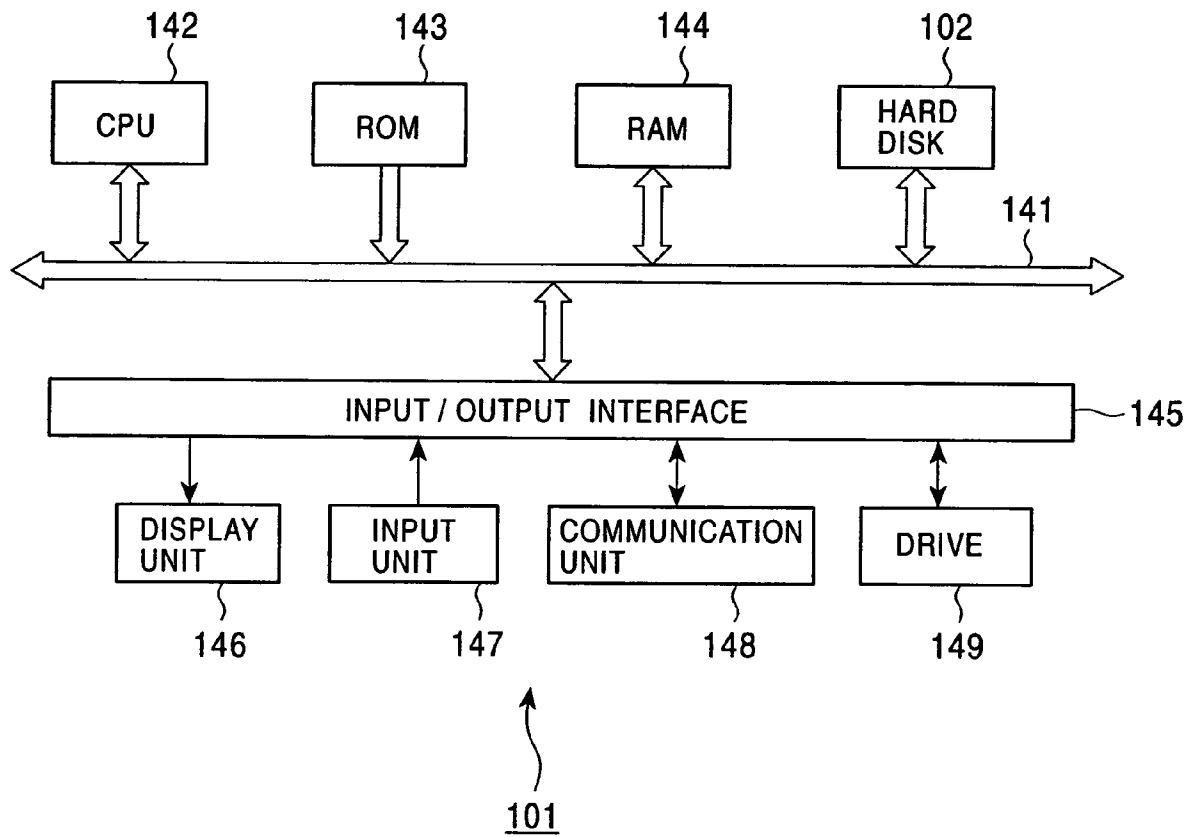 142
143
144
102
CPU
ROM
RAM
HARD
DISK
141
INPUT / OUTPUT INTERFACE
145
DISPLAY
UNIT
INPUT
UNIT
COMMUNICATION
UNIT
DRIVE
146
147
148
149
101